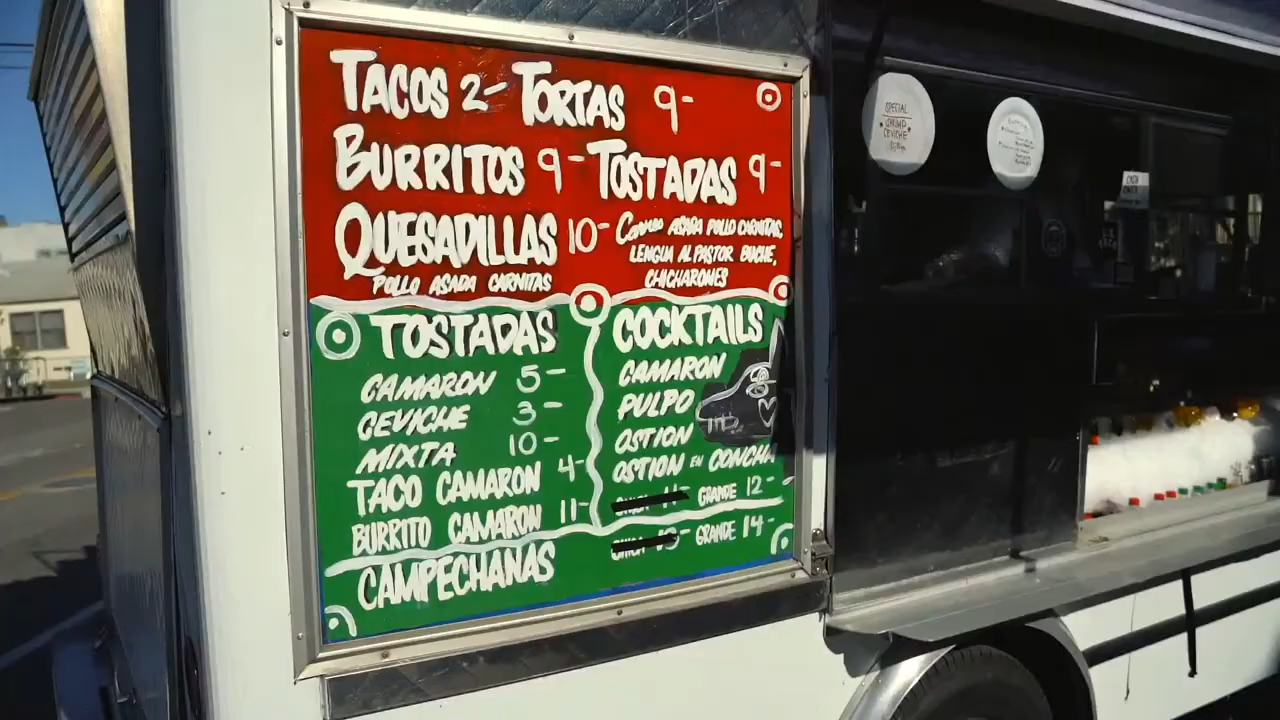 TACOS 2- TORTAS 9-
BURRITOS 9- TOSTADAS 9-
QUESADILLAS 10-
POLLO ASADA CARNITAS
Carnes ASADA POLLO CARNITAS,
LENGUA AL PASTOR BUCHE,
CHICHARONES
TOSTADAS
CAMARON 5-
CEVICHE 3-
MIXTA 10-
TACO CAMARON 4-
BURRITO CAMARON 11-
CAMPECHANAS
COCKTAILS
CAMARON
PULPO
OSTION
OSTION EN CONCHA
GRANDE 12-
GRANDE 14-
SPECIAL
SHRIMP
CEVICHE